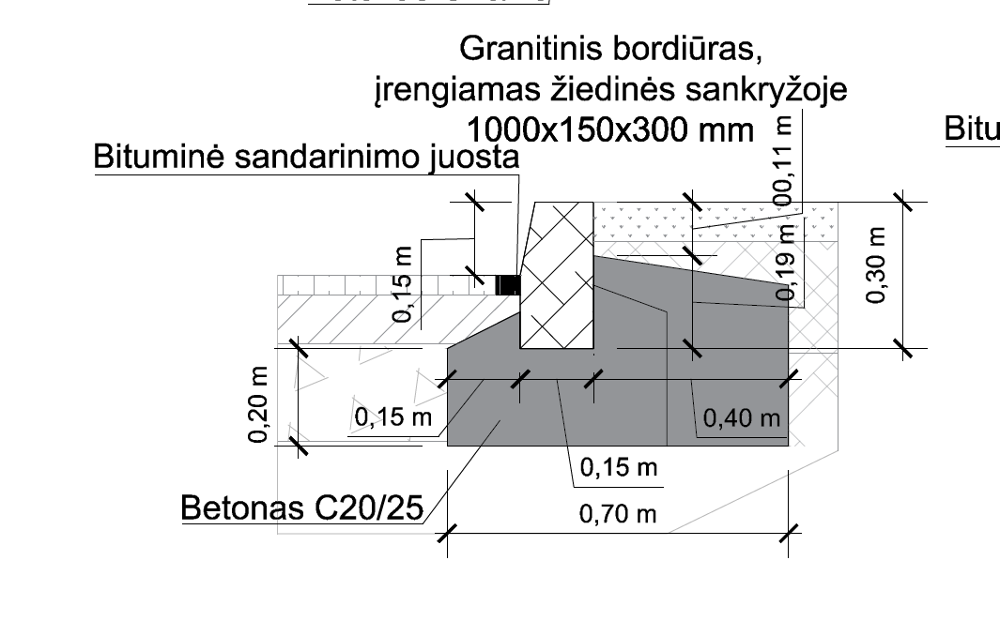 Granitinis bordiūras,
įrengiamas žiedinės sankryžoje
1000x150x300 mm
Bitu
Bituminė sandarinimo juosta
00,11 m
0,15 m
0,19 m
0,30 m
0,20 m
0,15 m
0,40 m
0,15 m
Betonas C20/25
0,70 m